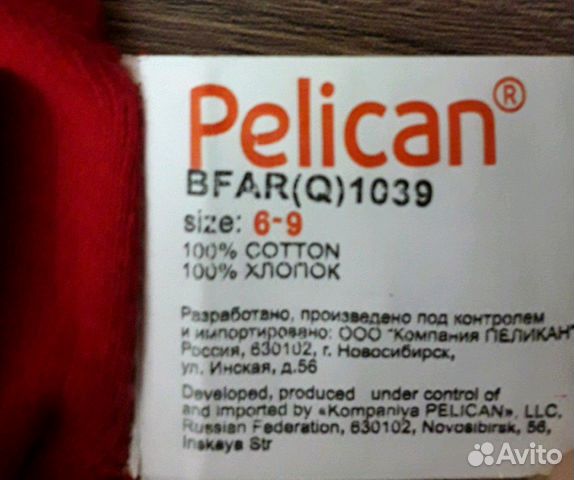 Pelican®
BFAR(Q)1039
size: 6-9
100% COTTON
100% ХЛОПОК
Разработано, произведено под контролем
и импортировано: ООО "Компания ПЕЛИКАН"
Россия, 630102, г. Новосибирск,
ул. Инская, д.56
Developed, produced under control of
and imported by «Kompaniya PELICAN», LLC,
Russian Federation, 630102, Novosibirsk, 56,
Inskaya Str
Avito